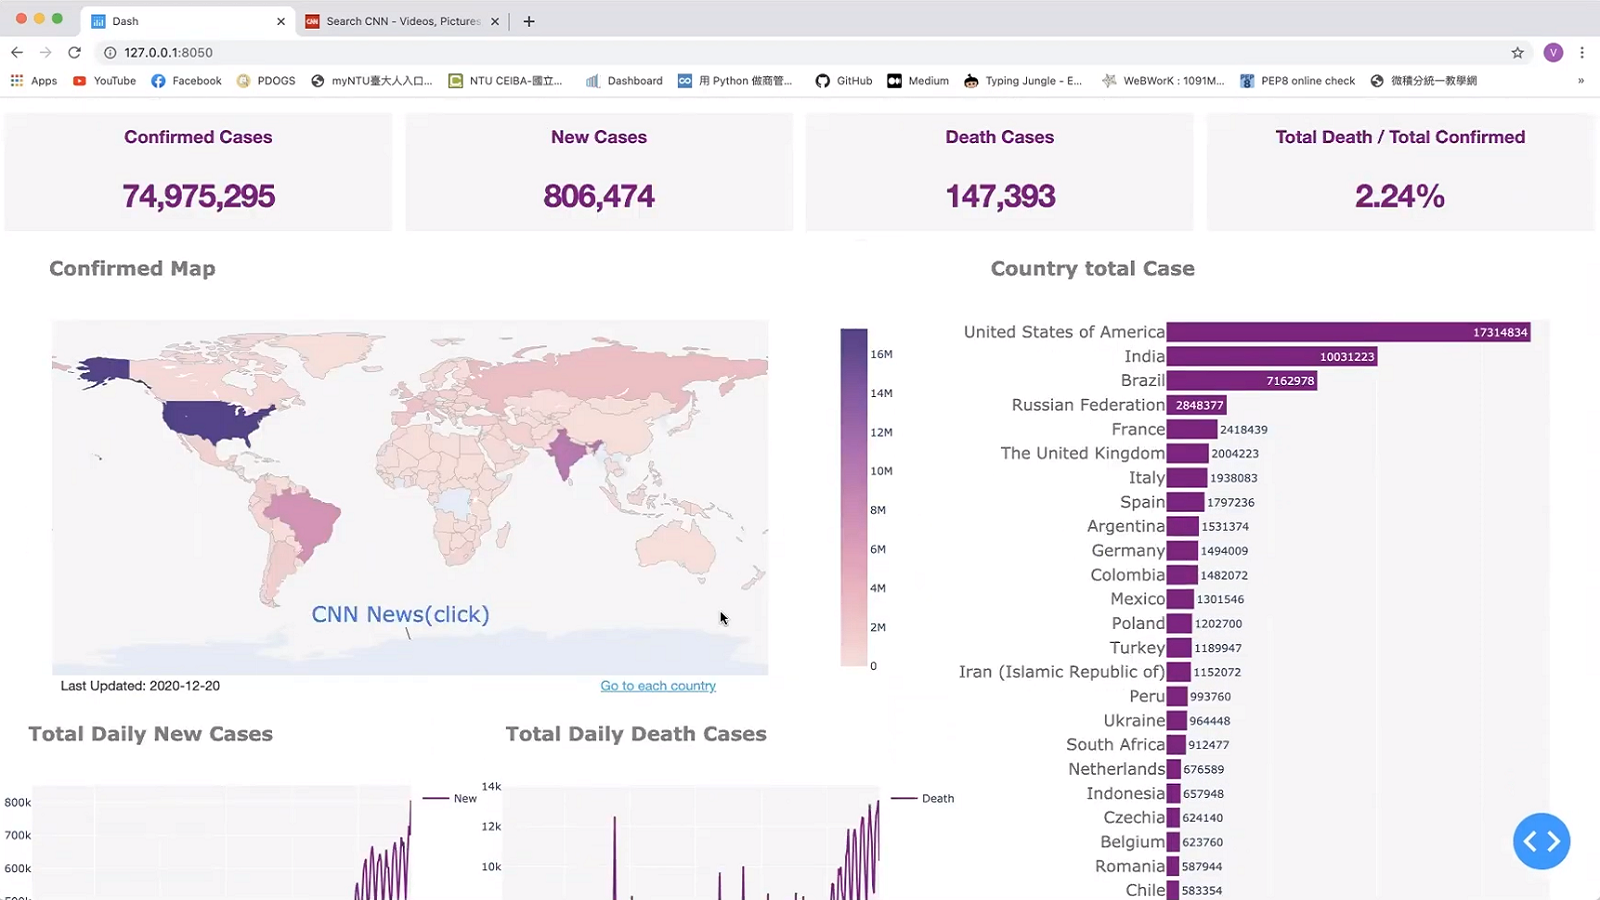 Dash
Search CNN - Videos, Pictures
127.0.0.1:8050
V
Apps YouTube Facebook PDOGS myNTU臺大人入口... NTU CEIBA-國立... Dashboard 用 Python 做商管... GitHub Medium Typing Jungle - E... WeBWorK : 1091M... PEP8 online check 微積分統一教學網 »
Confirmed Cases
74,975,295
New Cases
806,474
Death Cases
147,393
Total Death / Total Confirmed
2.24%
Confirmed Map
16M
14M
12M
10M
8M
6M
4M
2M
0
CNN News(click)
Last Updated: 2020-12-20
Go to each country
Country total Case
United States of America 17314834
India 10031223
Brazil 7162978
Russian Federation 2848377
France 2418439
The United Kingdom 2004223
Italy 1938083
Spain 1797236
Argentina 1531374
Germany 1494009
Colombia 1482072
Mexico 1301546
Poland 1202700
Turkey 1189947
Iran (Islamic Republic of) 1152072
Peru 993760
Ukraine 964448
South Africa 912477
Netherlands 676589
Indonesia 657948
Czechia 624140
Belgium 623760
Romania 587944
Chile 583354
Total Daily New Cases
800k
700k
600k
New
Total Daily Death Cases
14k
12k
10k
Death